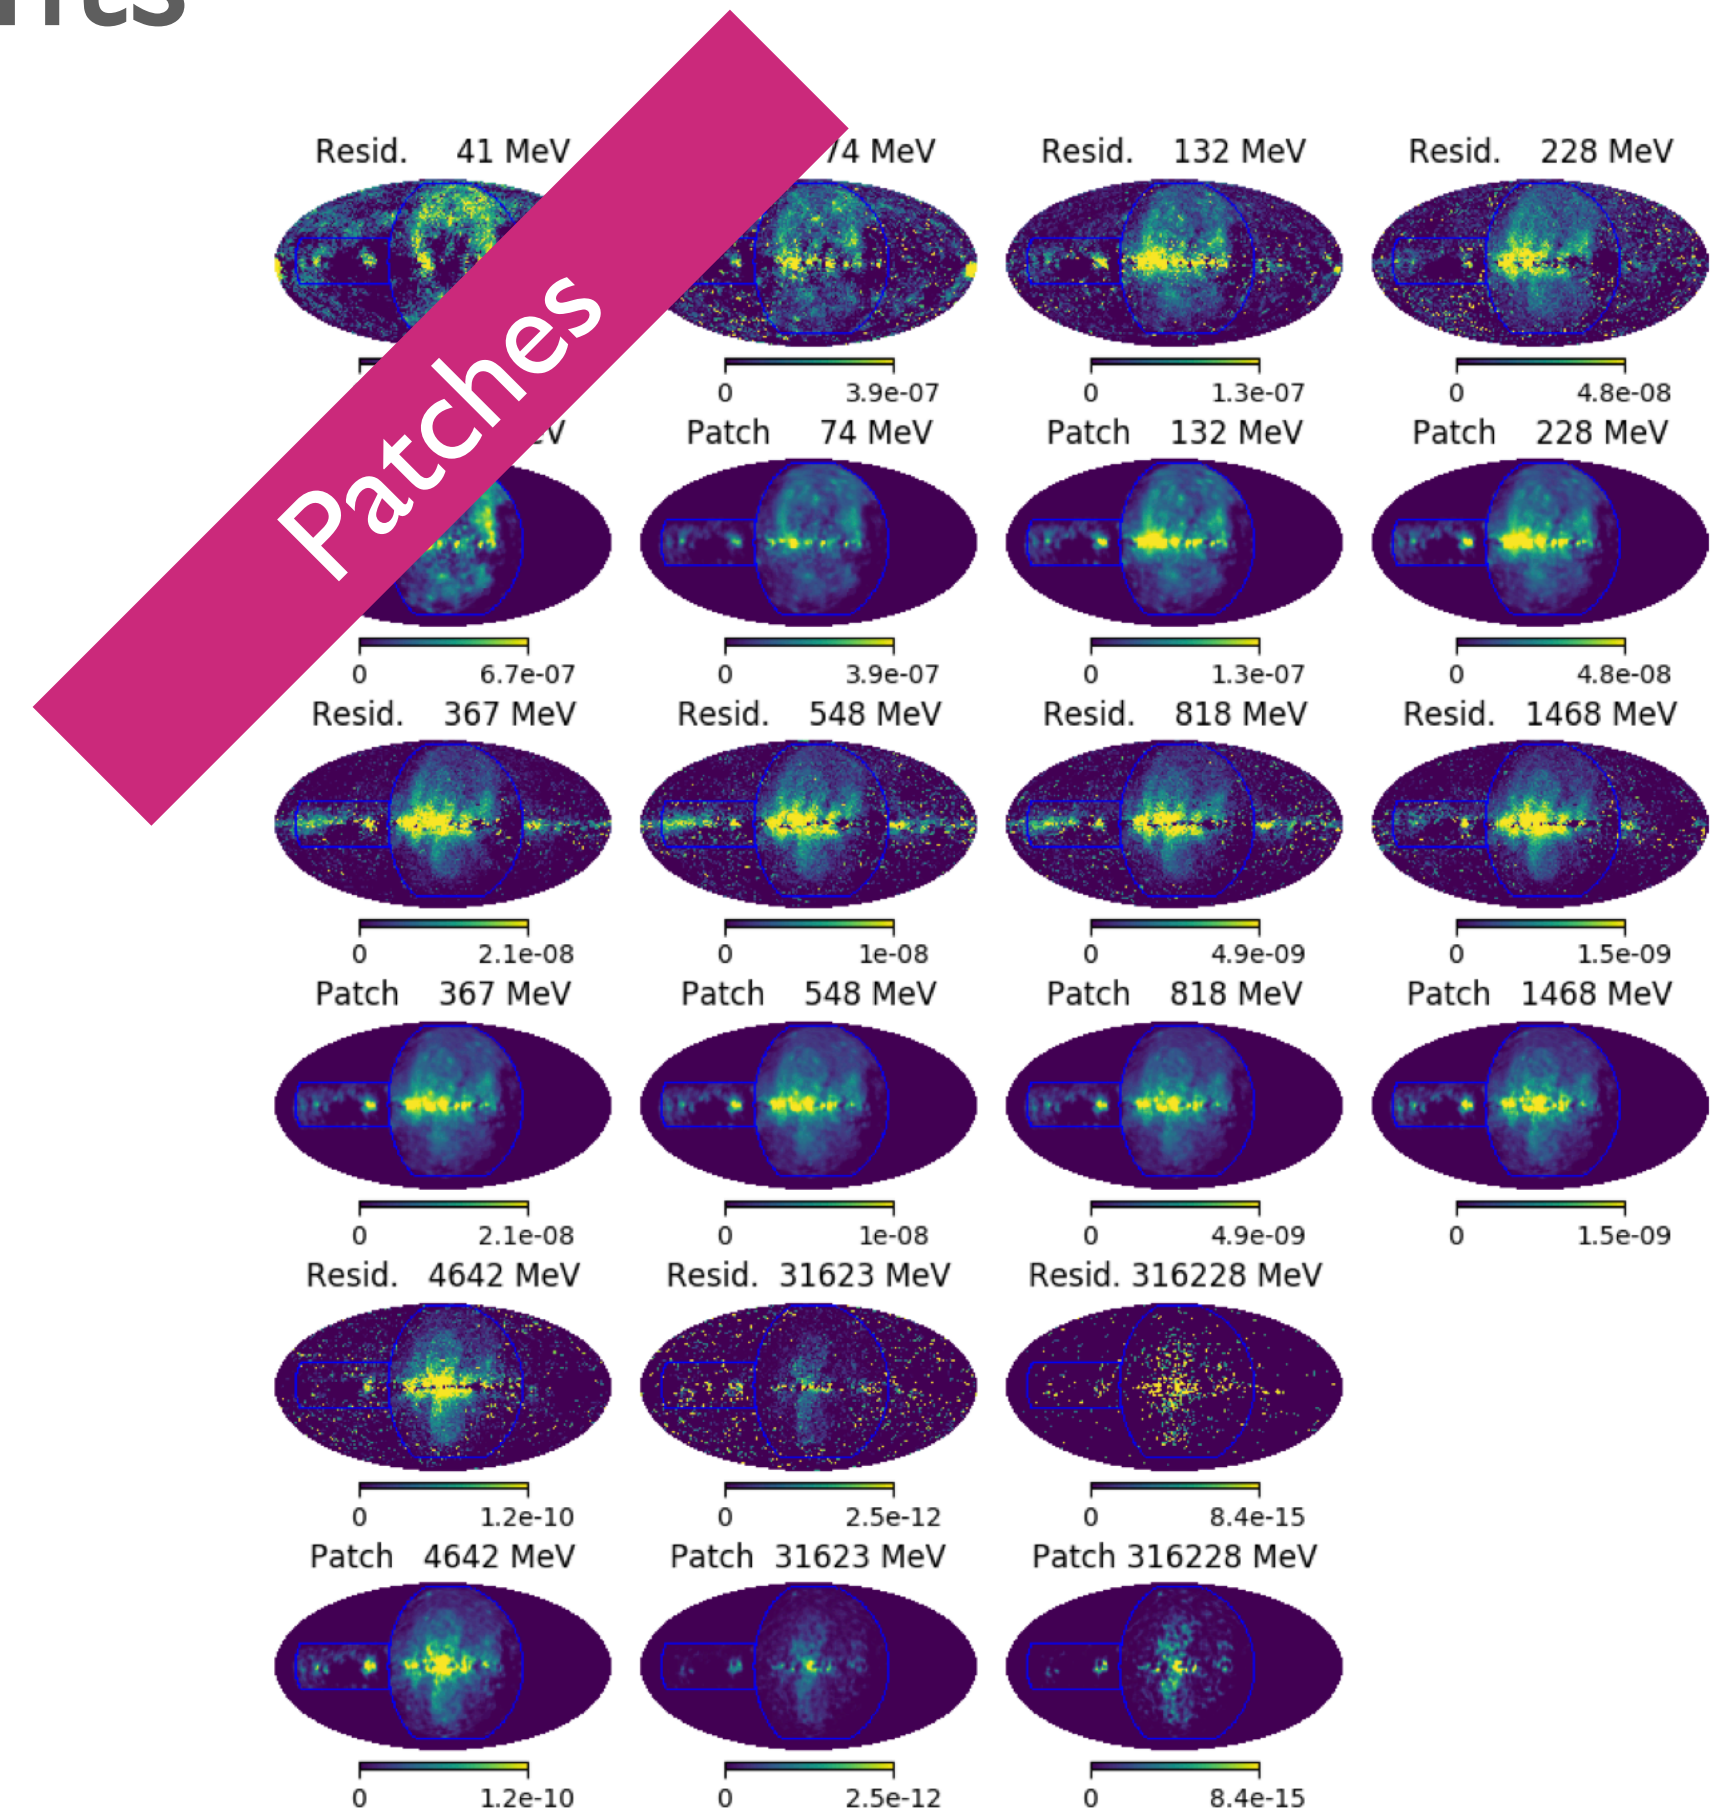 Patches
Resid. 41 MeV 74 MeV Resid. 132 MeV Resid. 228 MeV
0 3.9e-07 0 1.3e-07 0 4.8e-08
Patch 74 MeV Patch 132 MeV Patch 228 MeV
0 6.7e-07 0 3.9e-07 0 1.3e-07 0 4.8e-08
Resid. 367 MeV Resid. 548 MeV Resid. 818 MeV Resid. 1468 MeV
0 2.1e-08 0 1e-08 0 4.9e-09 0 1.5e-09
Patch 367 MeV Patch 548 MeV Patch 818 MeV Patch 1468 MeV
0 2.1e-08 0 1e-08 0 4.9e-09 0 1.5e-09
Resid. 4642 MeV Resid. 31623 MeV Resid. 316228 MeV
0 1.2e-10 0 2.5e-12 0 8.4e-15
Patch 4642 MeV Patch 31623 MeV Patch 316228 MeV
0 1.2e-10 0 2.5e-12 0 8.4e-15